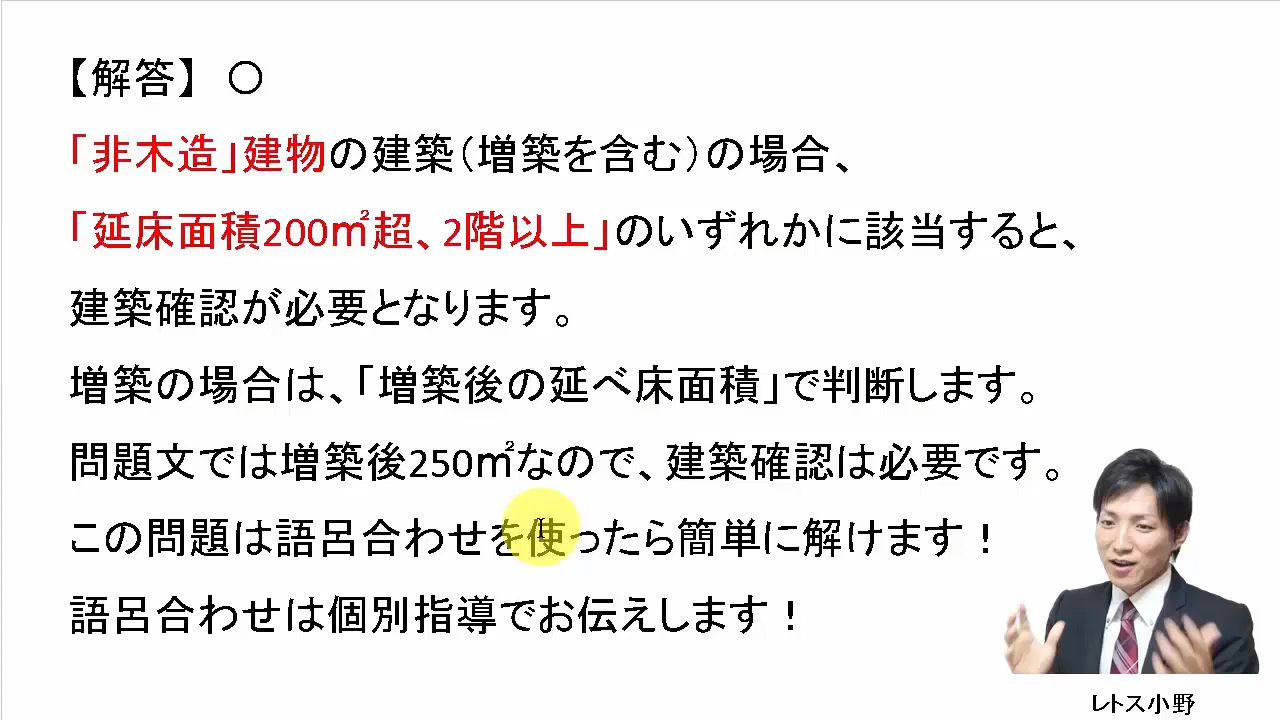 【解答】 〇
「非木造」建物の建築（増築を含む）の場合、
「延床面積200㎡超、2階以上」のいずれかに該当すると、
建築確認が必要となります。
増築の場合は、「増築後の延べ床面積」で判断します。
問題文では増築後250㎡なので、建築確認は必要です。
この問題は語呂合わせを使ったら簡単に解けます！
語呂合わせは個別指導でお伝えします！
レトス小野